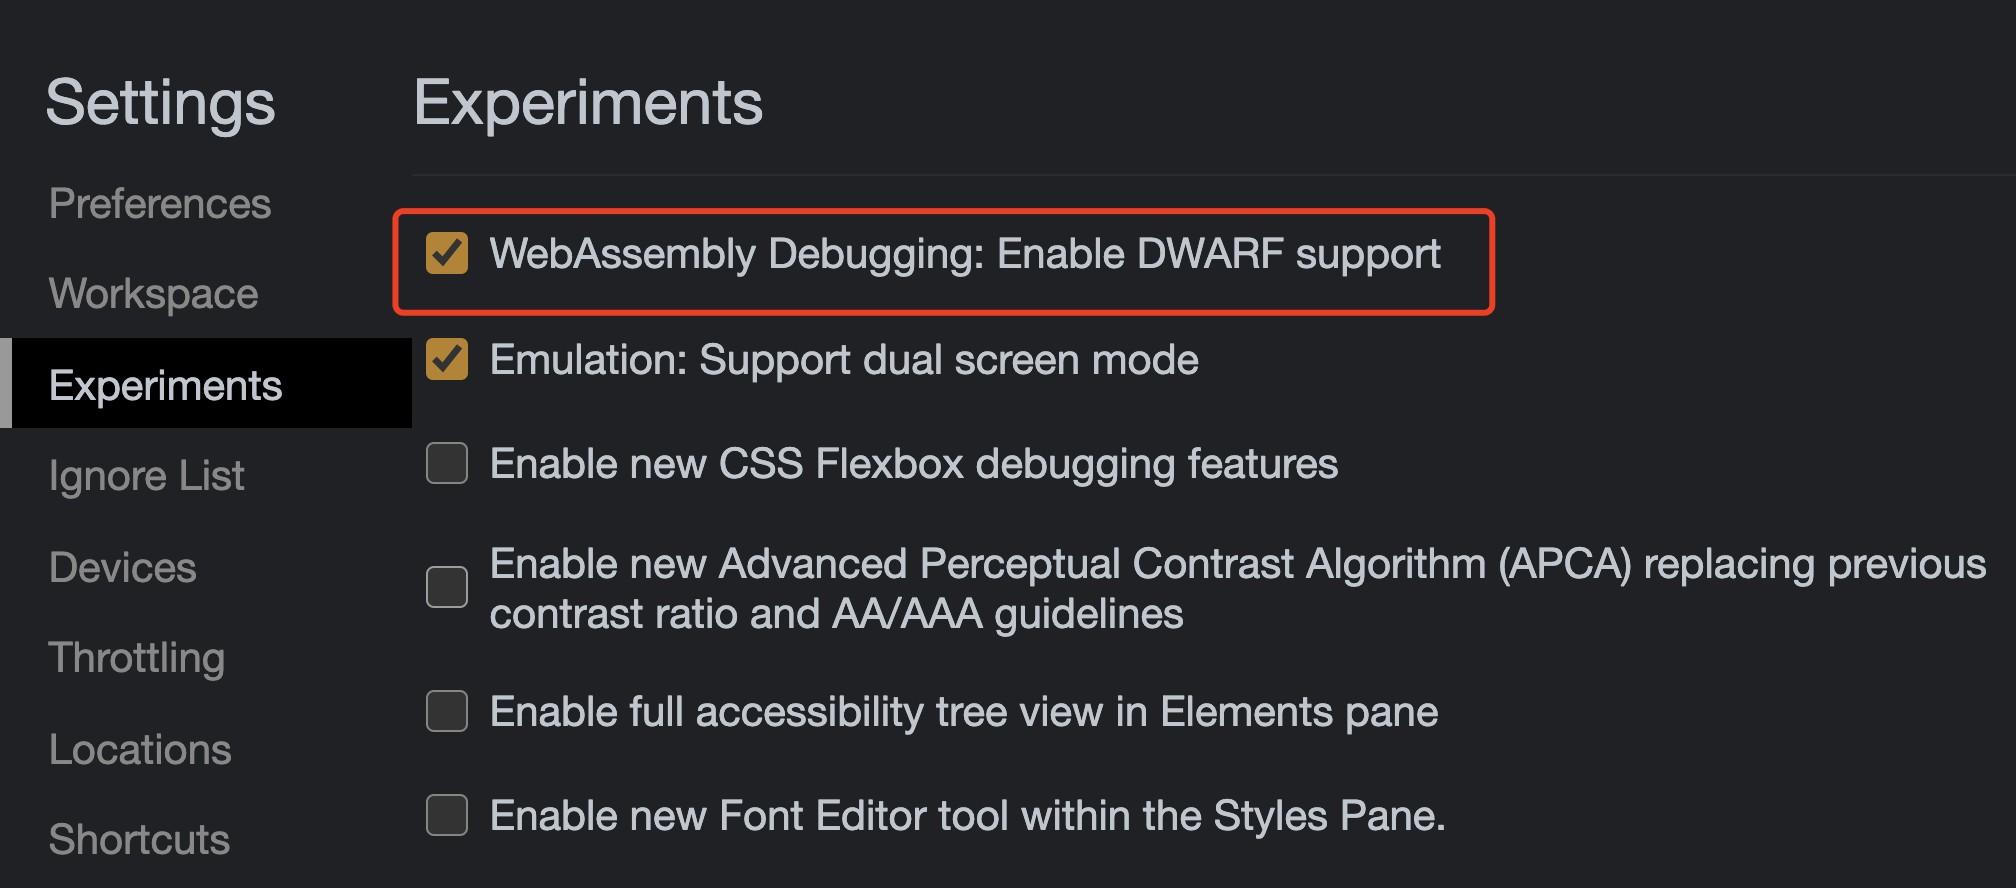 Settings
Preferences
Workspace
Experiments
Ignore List
Devices
Throttling
Locations
Shortcuts
Experiments
WebAssembly Debugging: Enable DWARF support
Emulation: Support dual screen mode
Enable new CSS Flexbox debugging features
Enable new Advanced Perceptual Contrast Algorithm (APCA) replacing previous
contrast ratio and AA/AAA guidelines
Enable full accessibility tree view in Elements pane
Enable new Font Editor tool within the Styles Pane.